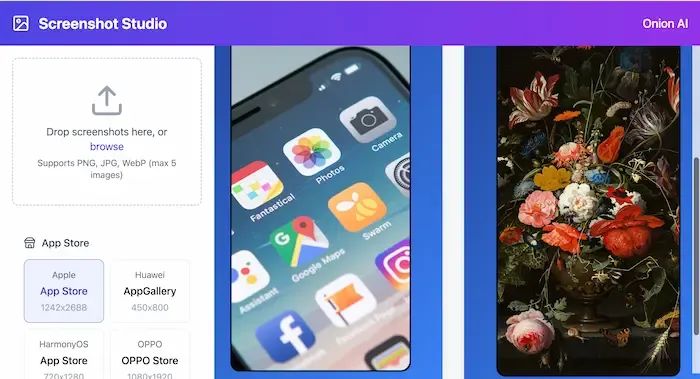 Screenshot Studio
Onion AI
Drop screenshots here, or
browse
Supports PNG, JPG, WebP (max 5
images)
App Store
Apple
App Store
1242x2688
Huawei
AppGallery
450x800
HarmonyOS
App Store
720x1280
OPPO
OPPO Store
1080x1920
Camera
Photos
Fantastical
Swarm
Google Maps
Assistant